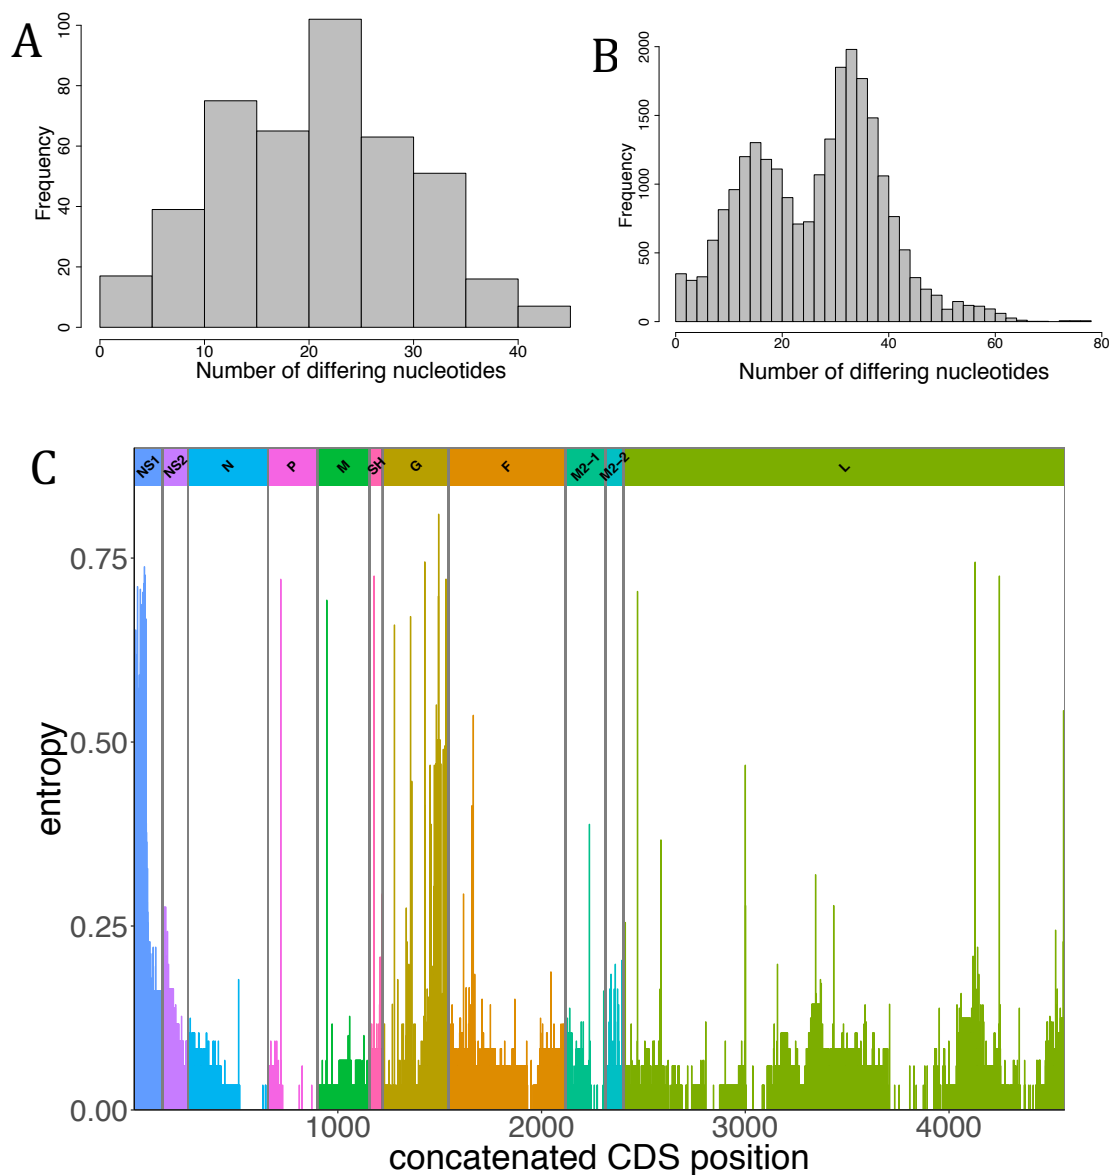 A
Frequency
100
80
60
40
20
0
0 10 20 30 40
Number of differing nucleotides
B
Frequency
2000
1500
1000
500
0
0 20 40 60 80
Number of differing nucleotides
C
NS1 NS2 N P M SH G F M2-1 M2-2 L
entropy
0.75
0.50
0.25
0.00
1000 2000 3000 4000
concatenated CDS position